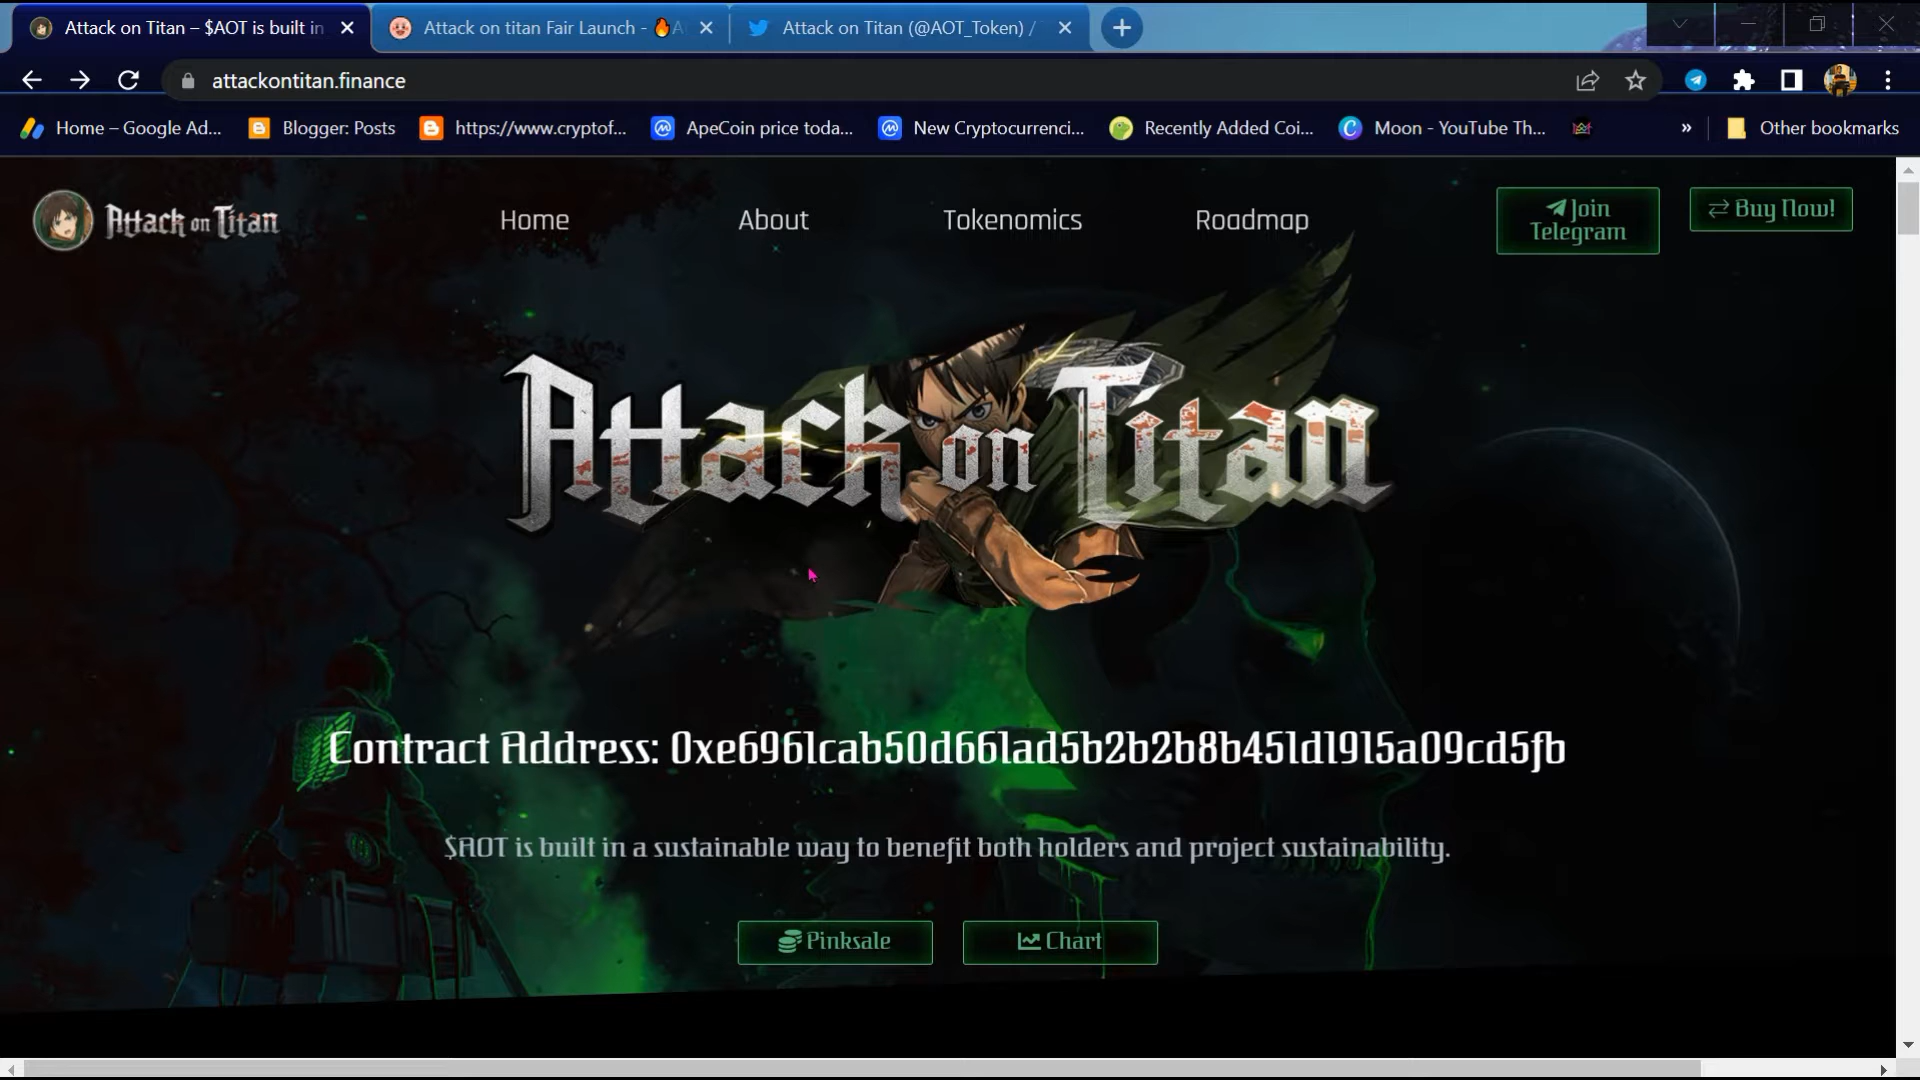 Attack on Titan – $AOT is built in
Attack on titan Fair Launch - 🔥A
Attack on Titan (@AOT_Token) /
attackontitan.finance
Home – Google Ad...
Blogger: Posts
https://www.cryptof...
ApeCoin price toda...
New Cryptocurrenci...
Recently Added Coi...
Moon - YouTube Th...
»
Other bookmarks
Attack on Titan
Home
About
Tokenomics
Roadmap
Join
Telegram
Buy Now!
Attack on Titan
Contract Address: 0xe6961cab50d661ad5b2b2b8b451d1915a09cd5fb
$AOT is built in a sustainable way to benefit both holders and project sustainability.
Pinksale
Chart